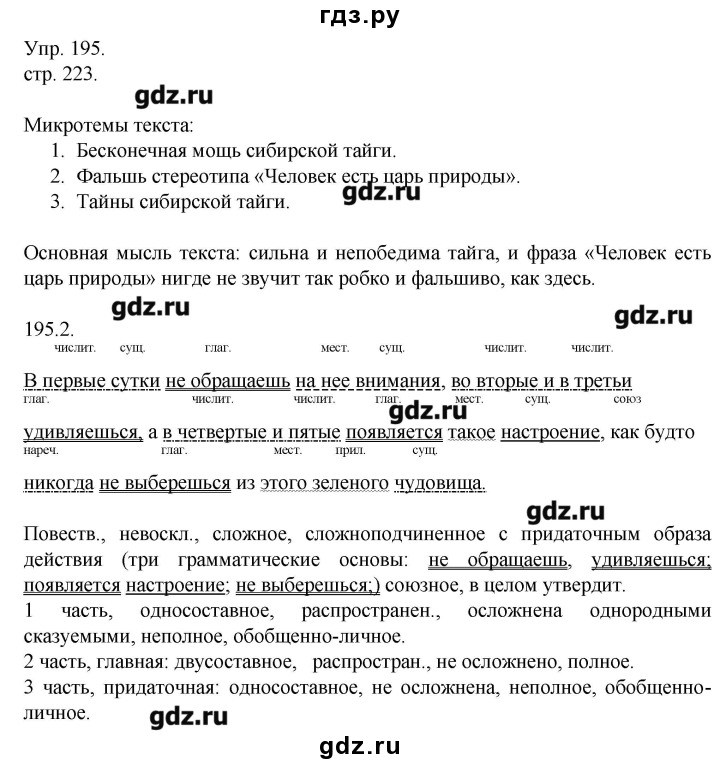 гдз.ру
Упр. 195.
стр. 223.
gdz.ru
Микротемы текста:
1. Бесконечная мощь сибирской тайги.
2. Фальшь стереотипа «Человек есть царь природы».
gdz.ru
3. Тайны сибирской тайги.
Основная мысль текста: сильна и непобедима тайга, и фраза «Человек есть
царь природы» нигде не звучит так робко и фальшиво, как здесь.
gdz.ru
gdz.ru
195.2.
числит. сущ. глаг. мест. сущ. числит. числит.
В первые сутки не обращаешь на нее внимания, во вторые и в третьи
глаг. числит. числит. глаг. мест. сущ. союз
gdz.ru
удивляешься, а в четвертые и пятые появляется такое настроение, как будто
нареч. глаг. мест. прил. сущ.
никогда не выберешься из этого зеленого чудовища.
gdz.ru
Повеств., невоскл., сложное, сложноподчиненное с придаточным образа
действия (три грамматические основы: не обращаешь, удивляешься;
появляется настроение; не выберешься;) союзное, в целом утвердит.
1 часть, односоставное, распространен., осложнена однородными
сказуемыми, неполное, обобщенно-личное.
2 часть, главная: двусоставное, распростран., не осложнено, полное.
3 часть, придаточная: односоставное, не осложнена, неполное, обобщенно-
личное.
gdz.ru
gdz.ru